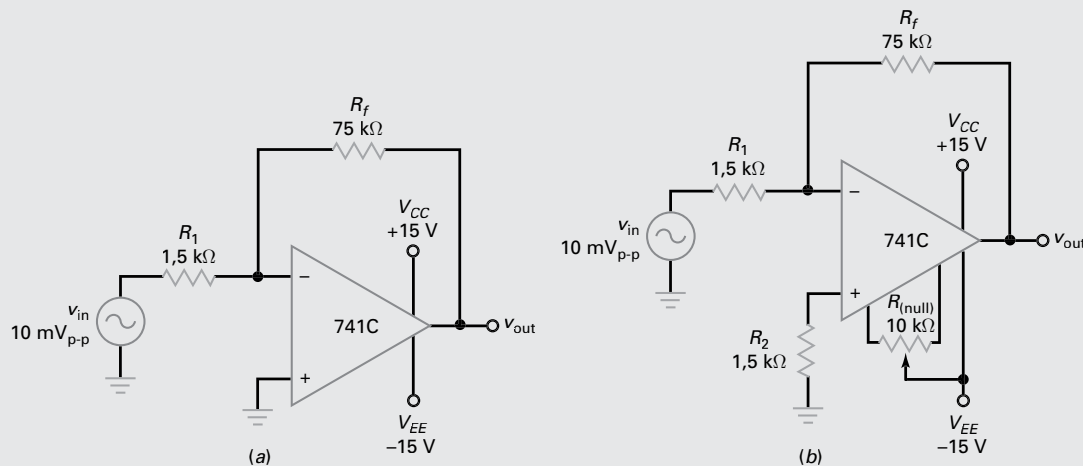 R_f
75 kΩ
V_CC
+15 V
R_1
1,5 kΩ
v_in
10 mV_p-p
−
741C
+
v_out
V_EE
−15 V
(a)
R_f
75 kΩ
V_CC
+15 V
R_1
1,5 kΩ
v_in
10 mV_p-p
−
741C
+
v_out
R_(null)
10 kΩ
R_2
1,5 kΩ
V_EE
−15 V
(b)